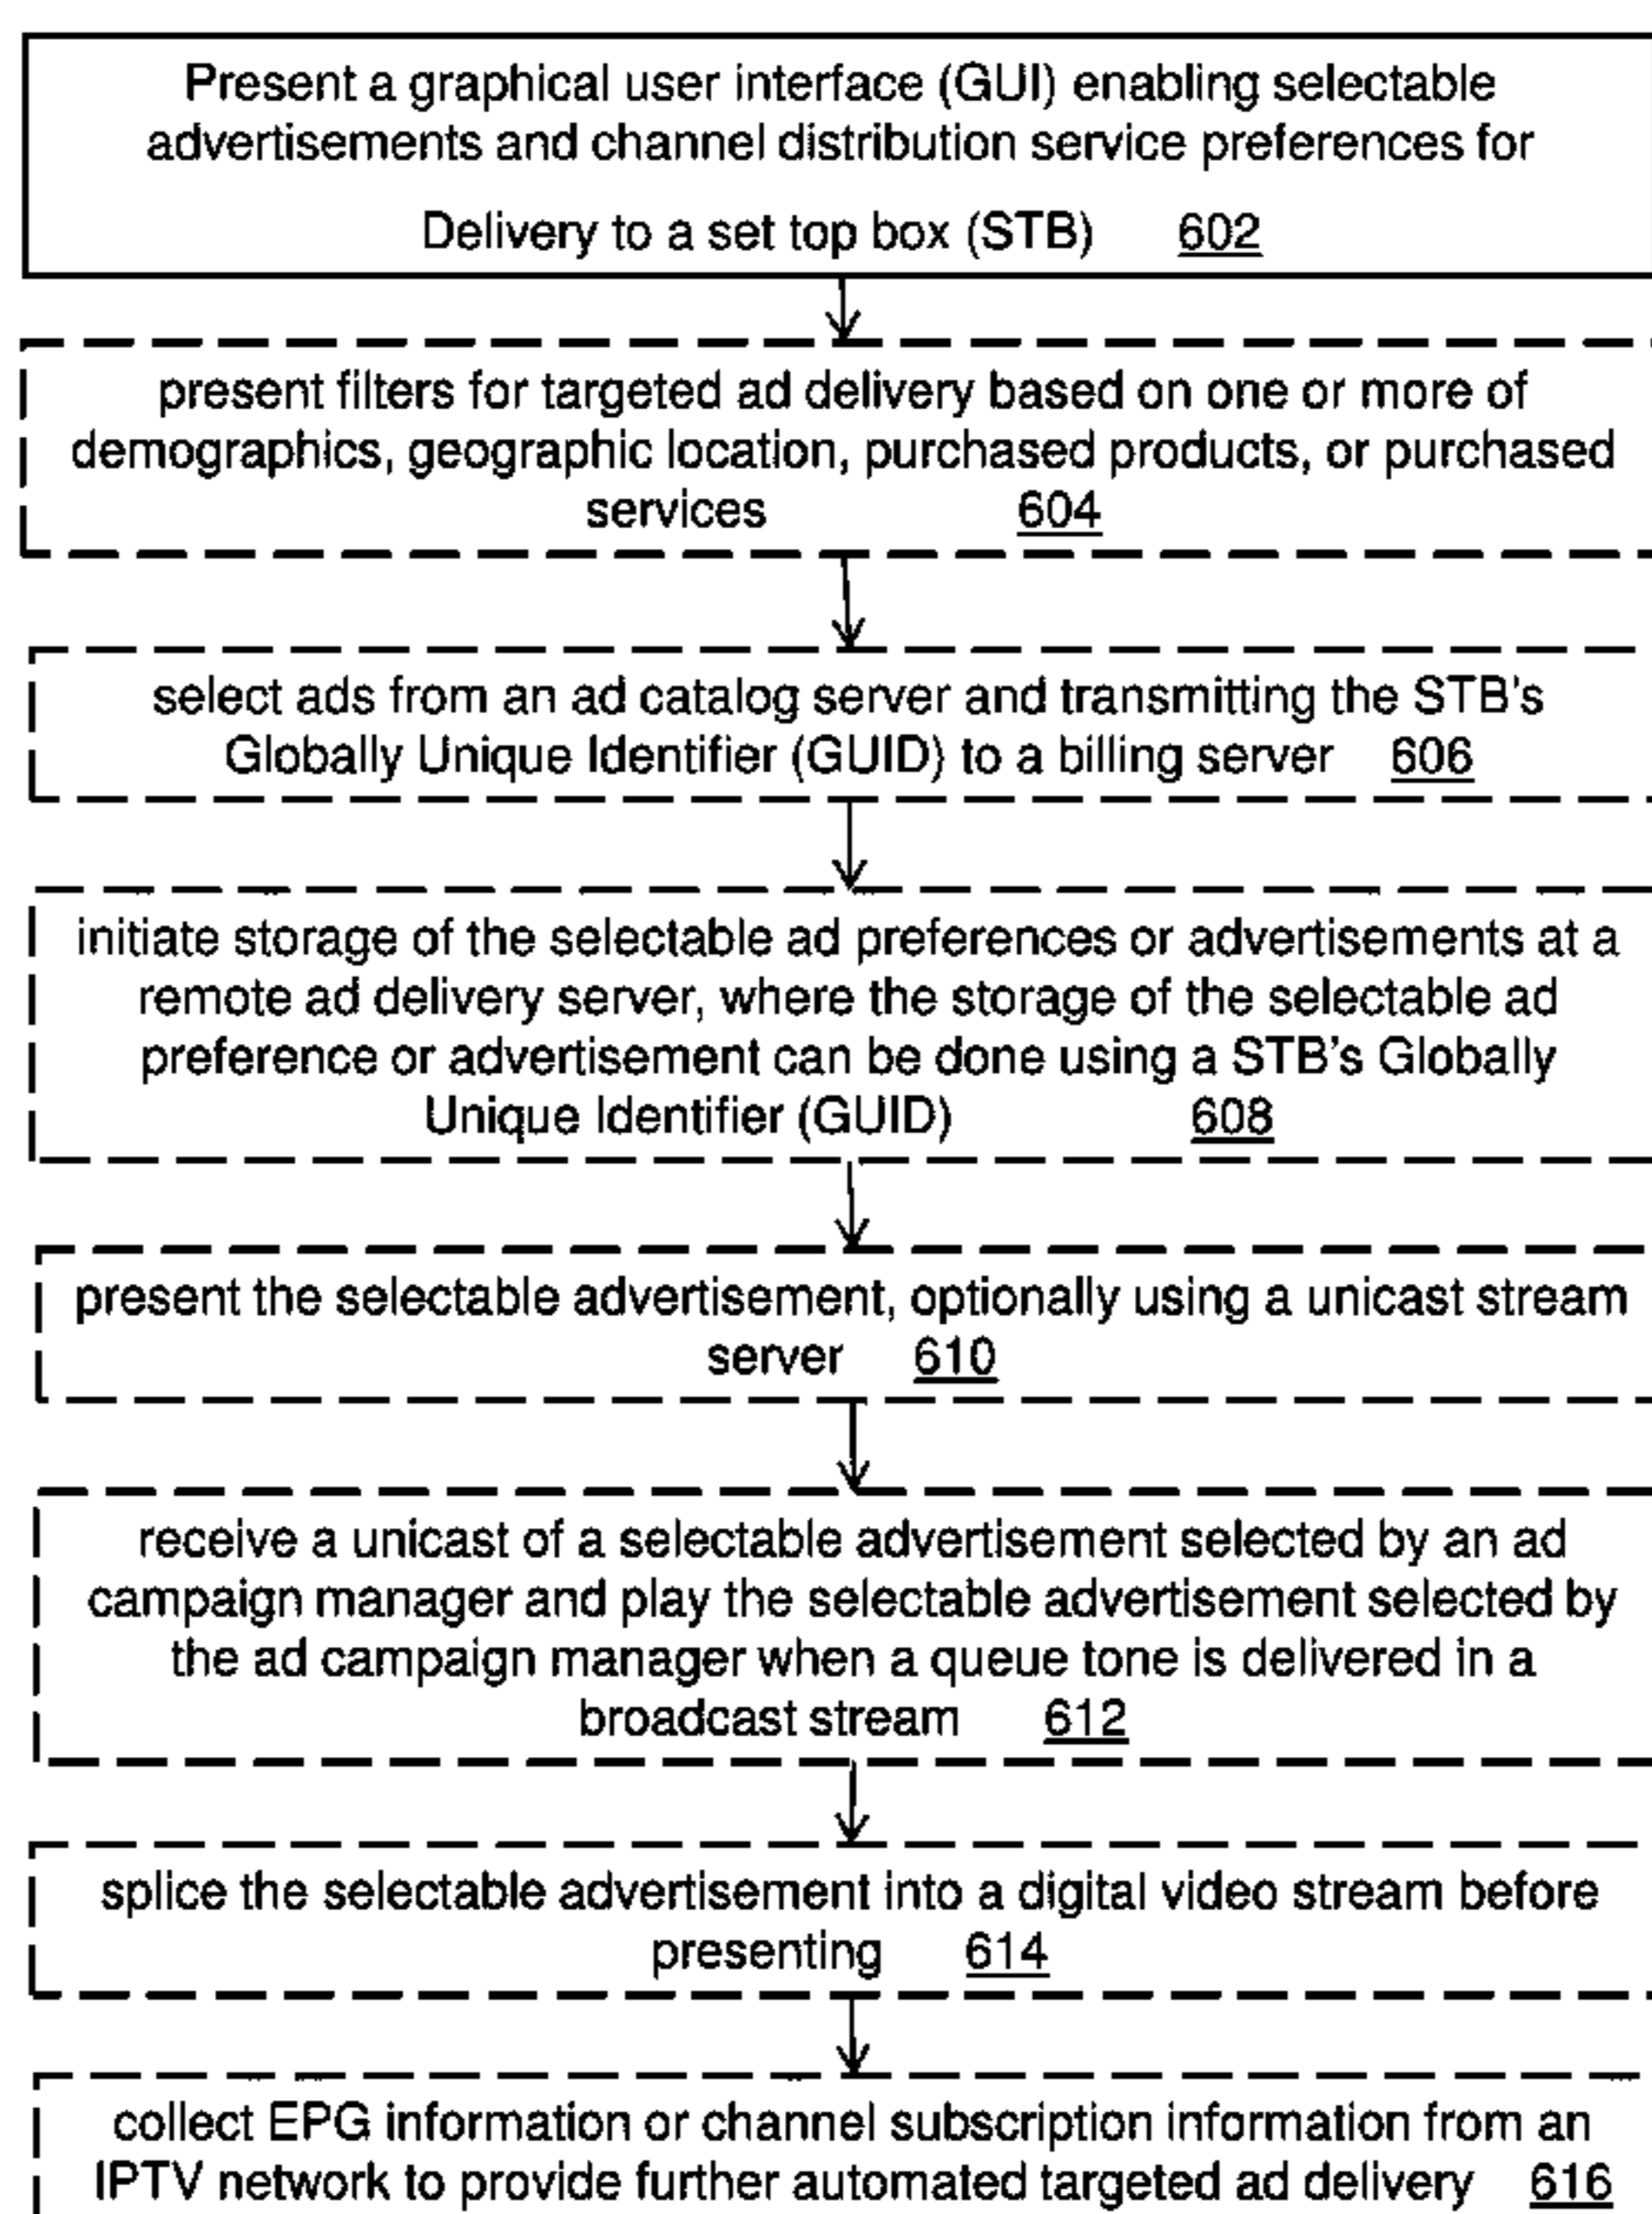 Present a graphical user interface (GUI) enabling selectable
advertisements and channel distribution service preferences for
Delivery to a set top box (STB) 602
present filters for targeted ad delivery based on one or more of
demographics, geographic location, purchased products, or purchased
services 604
select ads from an ad catalog server and transmitting the STB's
Globally Unique Identifier (GUID) to a billing server 606
initiate storage of the selectable ad preferences or advertisements at a
remote ad delivery server, where the storage of the selectable ad
preference or advertisement can be done using a STB's Globally
Unique Identifier (GUID) 608
present the selectable advertisement, optionally using a unicast stream
server 610
receive a unicast of a selectable advertisement selected by an ad
campaign manager and play the selectable advertisement selected by
the ad campaign manager when a queue tone is delivered in a
broadcast stream 612
splice the selectable advertisement into a digital video stream before
presenting 614
collect EPG information or channel subscription information from an
IPTV network to provide further automated targeted ad delivery 616